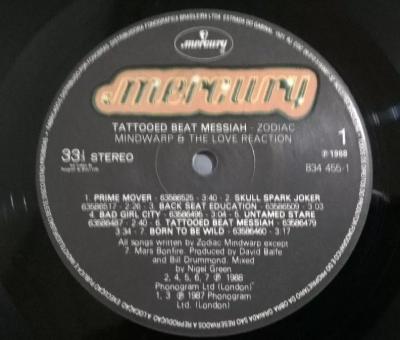 mercury
mercury
TATTOOED BEAT MESSIAH - ZODIAC
MINDWARP & THE LOVE REACTION
33⅓ STEREO
1
℗ 1988
834 455-1
1. PRIME MOVER - 63586525 - 3:40 - 2. SKULL SPARK JOKER
63586517 - 2:26 - 3. BACK SEAT EDUCATION - 63586509 - 3:03
4. BAD GIRL CITY - 63586495 - 3:04 - 5. UNTAMED STARE
63586487 - 2:40 - 6. TATTOOED BEAT MESSIAH - 63586479
3:34 - 7. BORN TO BE WILD - 63586460 - 3:17
All songs written by Zodiac Mindwarp except
7. Mars Bonfire. Produced by David Balfe
and Bill Drummond. Mixed
by Nigel Green
2, 4, 5, 6, 7 ℗ 1988
Phonogram Ltd (London)
1, 3 ℗ 1987 Phonogram
Ltd. (London)